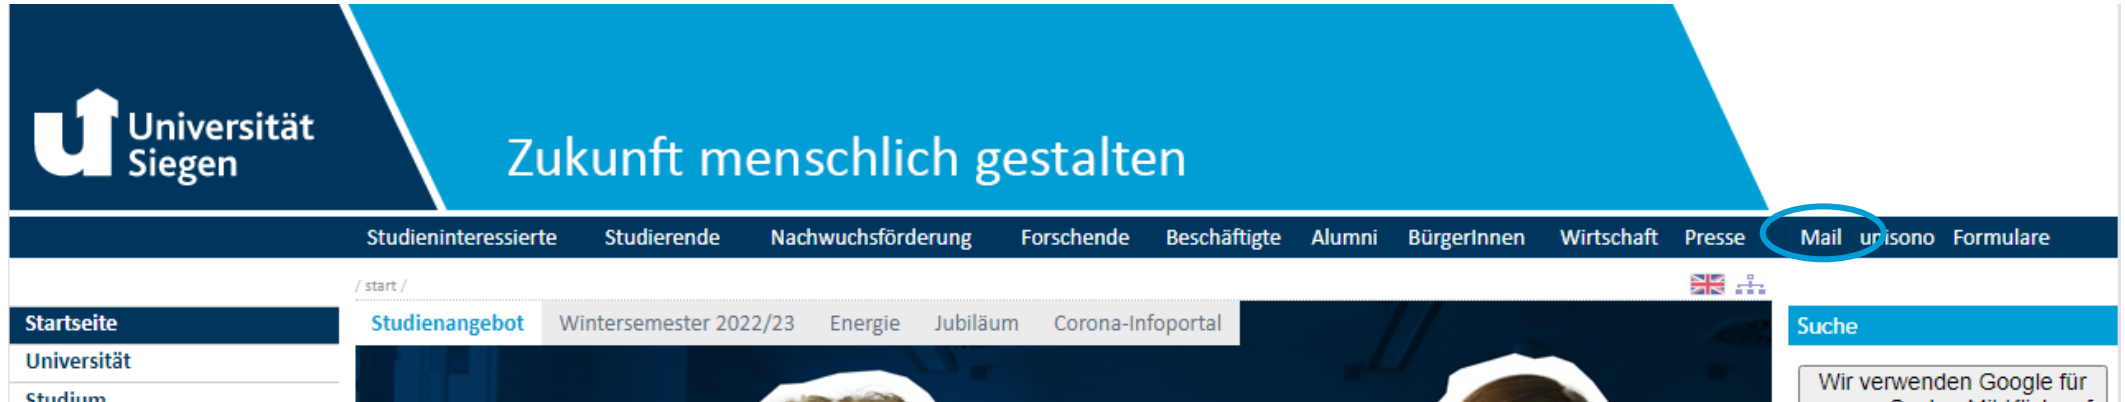 Universität
Siegen
Zukunft menschlich gestalten
Studieninteressierte Studierende Nachwuchsförderung Forschende Beschäftigte Alumni BürgerInnen Wirtschaft Presse Mail unisono Formulare
/ start /
Startseite
Studienangebot Wintersemester 2022/23 Energie Jubiläum Corona-Infoportal
Suche
Universität
Studium
Wir verwenden Google für